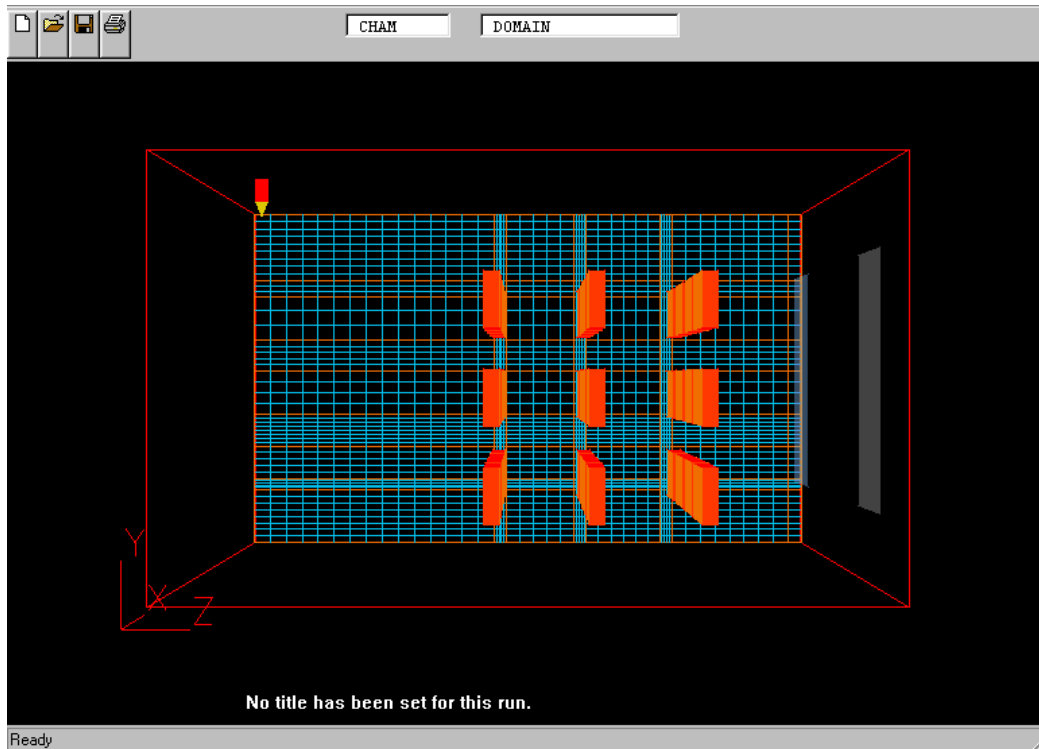 CHAM DOMAIN
Y
X
Z
No title has been set for this run.
Ready